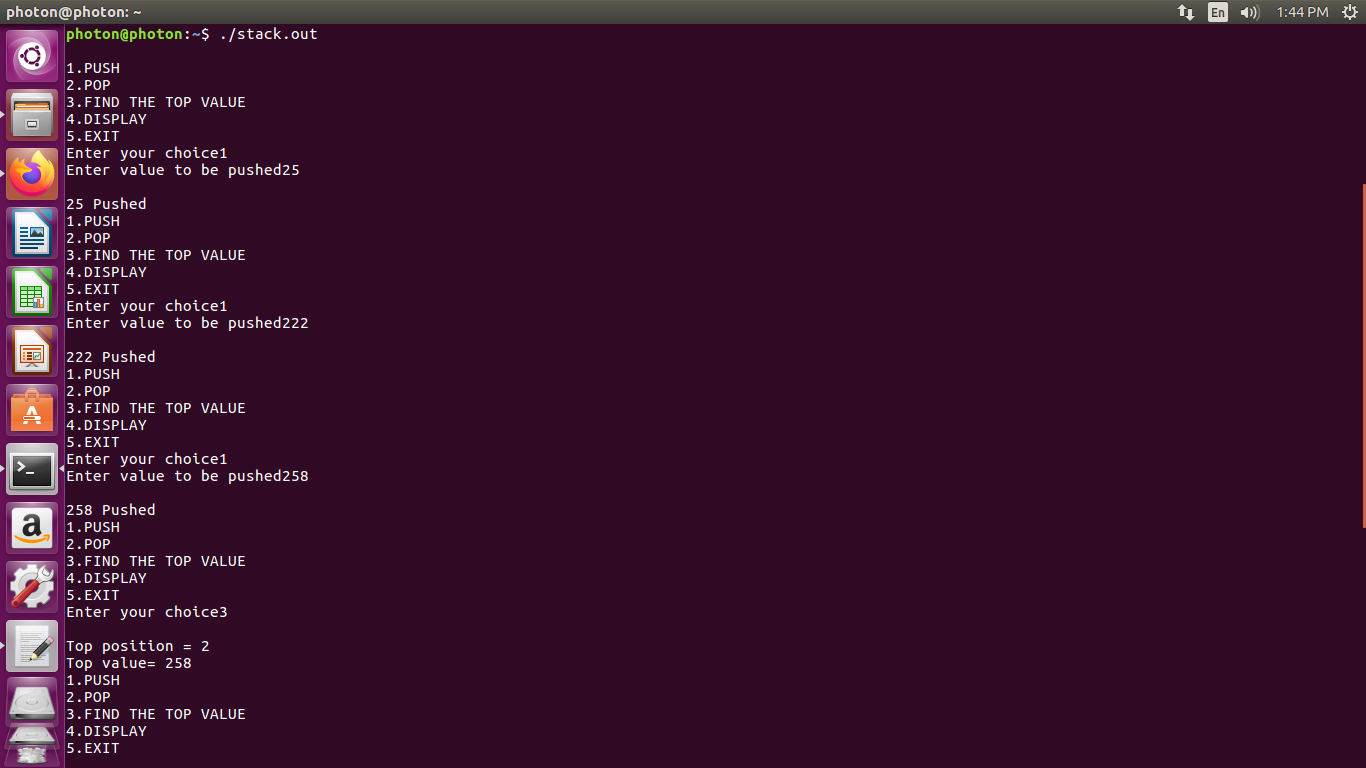 photon@photon: ~
En
1:44 PM
photon@photon:~$ ./stack.out
1.PUSH
2.POP
3.FIND THE TOP VALUE
4.DISPLAY
5.EXIT
Enter your choice1
Enter value to be pushed25
25 Pushed
1.PUSH
2.POP
3.FIND THE TOP VALUE
4.DISPLAY
5.EXIT
Enter your choice1
Enter value to be pushed222
222 Pushed
1.PUSH
2.POP
3.FIND THE TOP VALUE
4.DISPLAY
5.EXIT
Enter your choice1
Enter value to be pushed258
258 Pushed
1.PUSH
2.POP
3.FIND THE TOP VALUE
4.DISPLAY
5.EXIT
Enter your choice3
Top position = 2
Top value= 258
1.PUSH
2.POP
3.FIND THE TOP VALUE
4.DISPLAY
5.EXIT